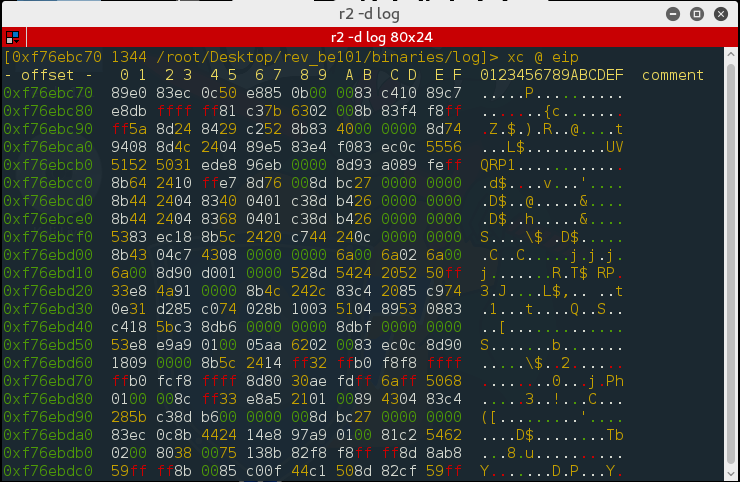 r2 -d log
r2 -d log 80x24
[0xf76ebc70 1344 /root/Desktop/rev_be101/binaries/log]> xc @ eip
- offset -   0 1  2 3  4 5  6 7  8 9  A B  C D  E F  0123456789ABCDEF  comment
0xf76ebc70  89e0 83ec 0c50 e885 0b00 0083 c410 89c7  .....P..........
0xf76ebc80  e8db ffff ff81 c37b 6302 008b 83f4 f8ff  .......{c.......
0xf76ebc90  ff5a 8d24 8429 c252 8b83 4000 0000 8d74  .Z.$.).R..@....t
0xf76ebca0  9408 8d4c 2404 89e5 83e4 f083 ec0c 5556  ...L$.........UV
0xf76ebcb0  5152 5031 ede8 96eb 0000 8d93 a089 feff  QRP1............
0xf76ebcc0  8b64 2410 ffe7 8d76 008d bc27 0000 0000  .d$....v...'....
0xf76ebcd0  8b44 2404 8340 0401 c38d b426 0000 0000  .D$..@.....&....
0xf76ebce0  8b44 2404 8368 0401 c38d b426 0000 0000  .D$..h.....&....
0xf76ebcf0  5383 ec18 8b5c 2420 c744 240c 0000 0000  S....\$ .D$.....
0xf76ebd00  8b43 04c7 4308 0000 0000 6a00 6a02 6a00  .C..C.....j.j.j.
0xf76ebd10  6a00 8d90 d001 0000 528d 5424 2052 50ff  j.......R.T$ RP.
0xf76ebd20  33e8 4a91 0000 8b4c 242c 83c4 2085 c974  3.J....L$,.. ..t
0xf76ebd30  0e31 d285 c074 028b 1003 5104 8953 0883  .1...t....Q..S..
0xf76ebd40  c418 5bc3 8db6 0000 0000 8dbf 0000 0000  ..[.............
0xf76ebd50  53e8 e9a9 0100 05aa 6202 0083 ec0c 8d90  S.......b.......
0xf76ebd60  1809 0000 8b5c 2414 ff32 ffb0 f8f8 ffff  .....\$..2......
0xf76ebd70  ffb0 fcf8 ffff 8d80 30ae fdff 6aff 5068  ........0...j.Ph
0xf76ebd80  0100 008c ff33 e8a5 2101 0089 4304 83c4  .....3..!...C...
0xf76ebd90  285b c38d b600 0000 008d bc27 0000 0000  ([.........'....
0xf76ebda0  83ec 0c8b 4424 14e8 97a9 0100 81c2 5462  ....D$........Tb
0xf76ebdb0  0200 8038 0075 138b 82f8 f8ff ff8d 8ab8  ...8.u..........
0xf76ebdc0  59ff ff8b 0085 c00f 44c1 508d 82cf 59ff  Y.......D.P...Y.